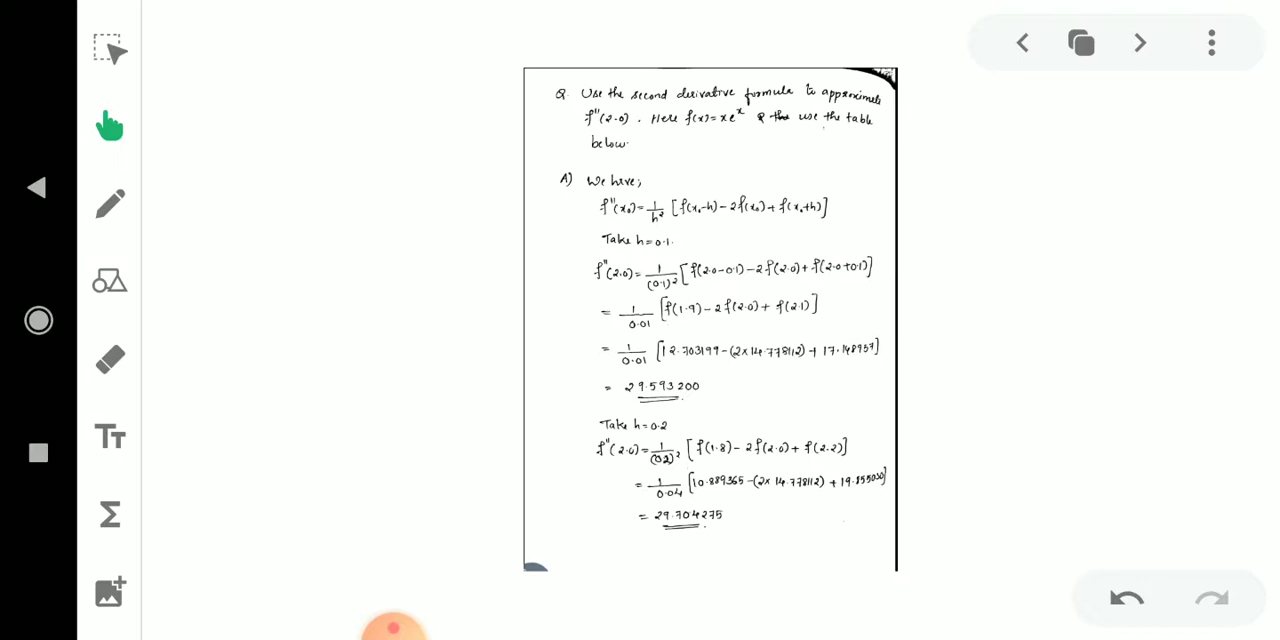 Q. Use the second derivative formula to approximate
f''(2.0). Here f(x)=xe^x & use the table
below.
A) We have;
f''(x₀)=1/h² [f(x₀-h)-2f(x₀)+f(x₀+h)]
Take h=0.1.
f''(2.0)=1/(0.1)² [f(2.0-0.1)-2f(2.0)+f(2.0+0.1)]
= 1/0.01 [f(1.9)-2f(2.0)+f(2.1)]
= 1/0.01 [12.703199-(2×14.778112)+17.148957]
= 29.593200
Take h=0.2
f''(2.0)=1/(0.2)² [f(1.8)-2f(2.0)+f(2.2)]
= 1/0.04 [10.889365-(2×14.778112)+19.855030]
= 29.704275
TT
Σ